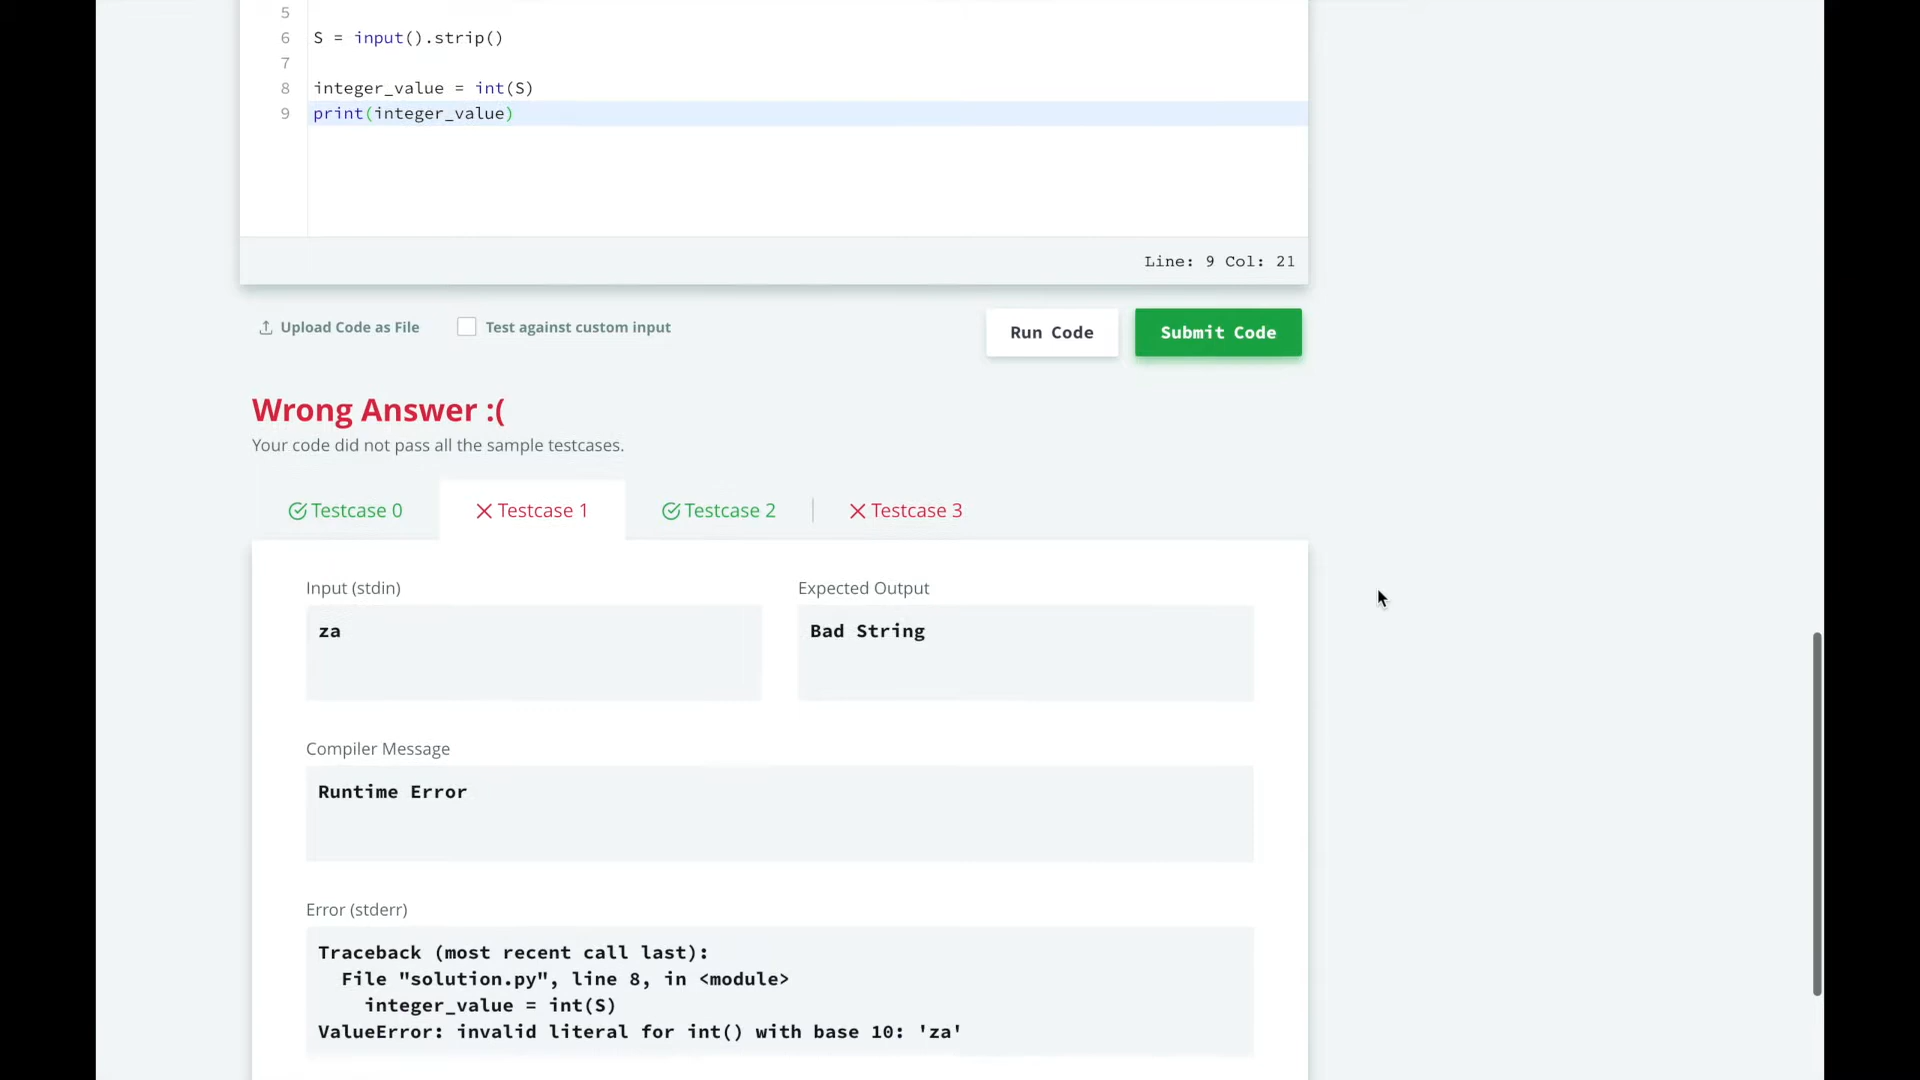 5
6 S = input().strip()
7
8 integer_value = int(S)
9 print(integer_value)
Line: 9 Col: 21
Upload Code as File Test against custom input Run Code Submit Code
Wrong Answer :(
Your code did not pass all the sample testcases.
Testcase 0 Testcase 1 Testcase 2 Testcase 3
Input (stdin) Expected Output
za Bad String
Compiler Message
Runtime Error
Error (stderr)
Traceback (most recent call last):
File "solution.py", line 8, in <module>
integer_value = int(S)
ValueError: invalid literal for int() with base 10: 'za'